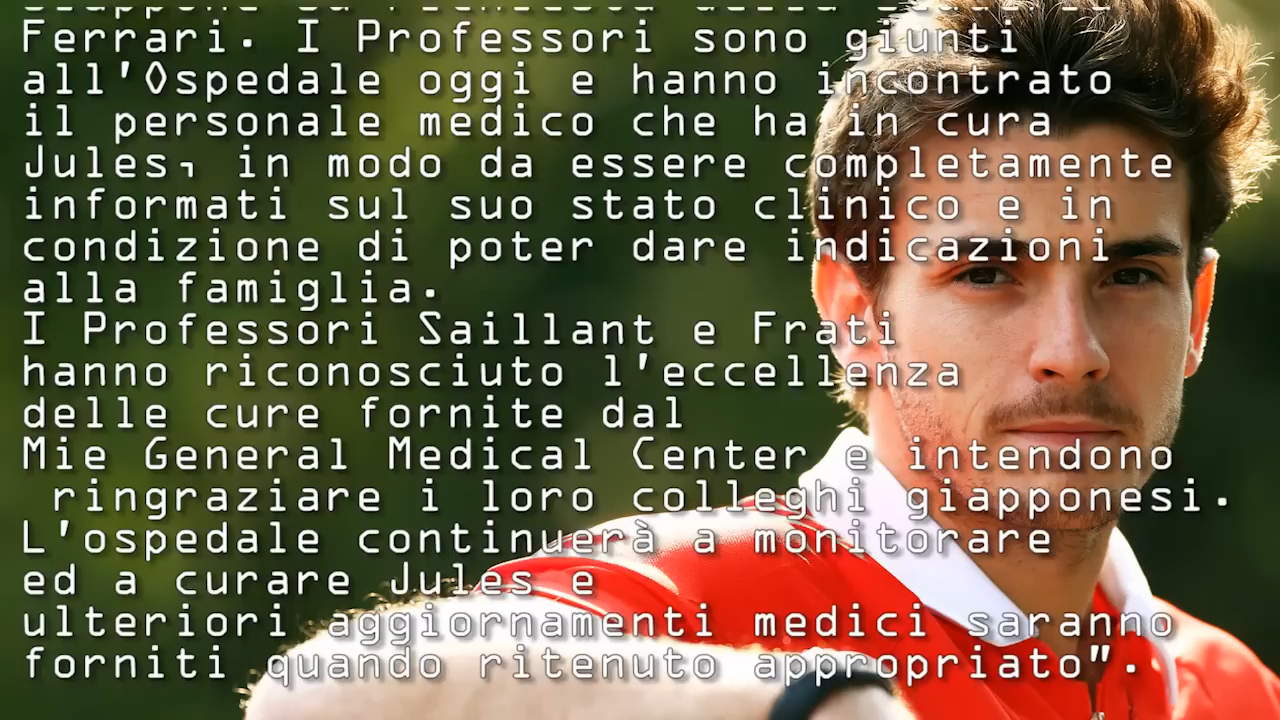 Ferrari. I Professori sono giunti
all'Ospedale oggi e hanno incontrato
il personale medico che ha in cura
Jules, in modo da essere completamente
informati sul suo stato clinico e in
condizione di poter dare indicazioni
alla famiglia.
I Professori Saillant e Frati
hanno riconosciuto l'eccellenza
delle cure fornite dal
Mie General Medical Center e intendono
ringraziare i loro colleghi giapponesi.
L'ospedale continuerà a monitorare
ed a curare Jules e
ulteriori aggiornamenti medici saranno
forniti quando ritenuto appropriato".